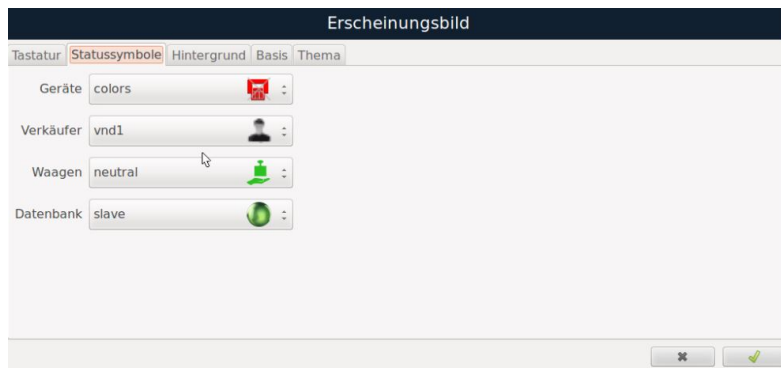 Erscheinungsbild
Tastatur Statussymbole Hintergrund Basis Thema
Geräte colors
Verkäufer vnd1
Waagen neutral
Datenbank slave